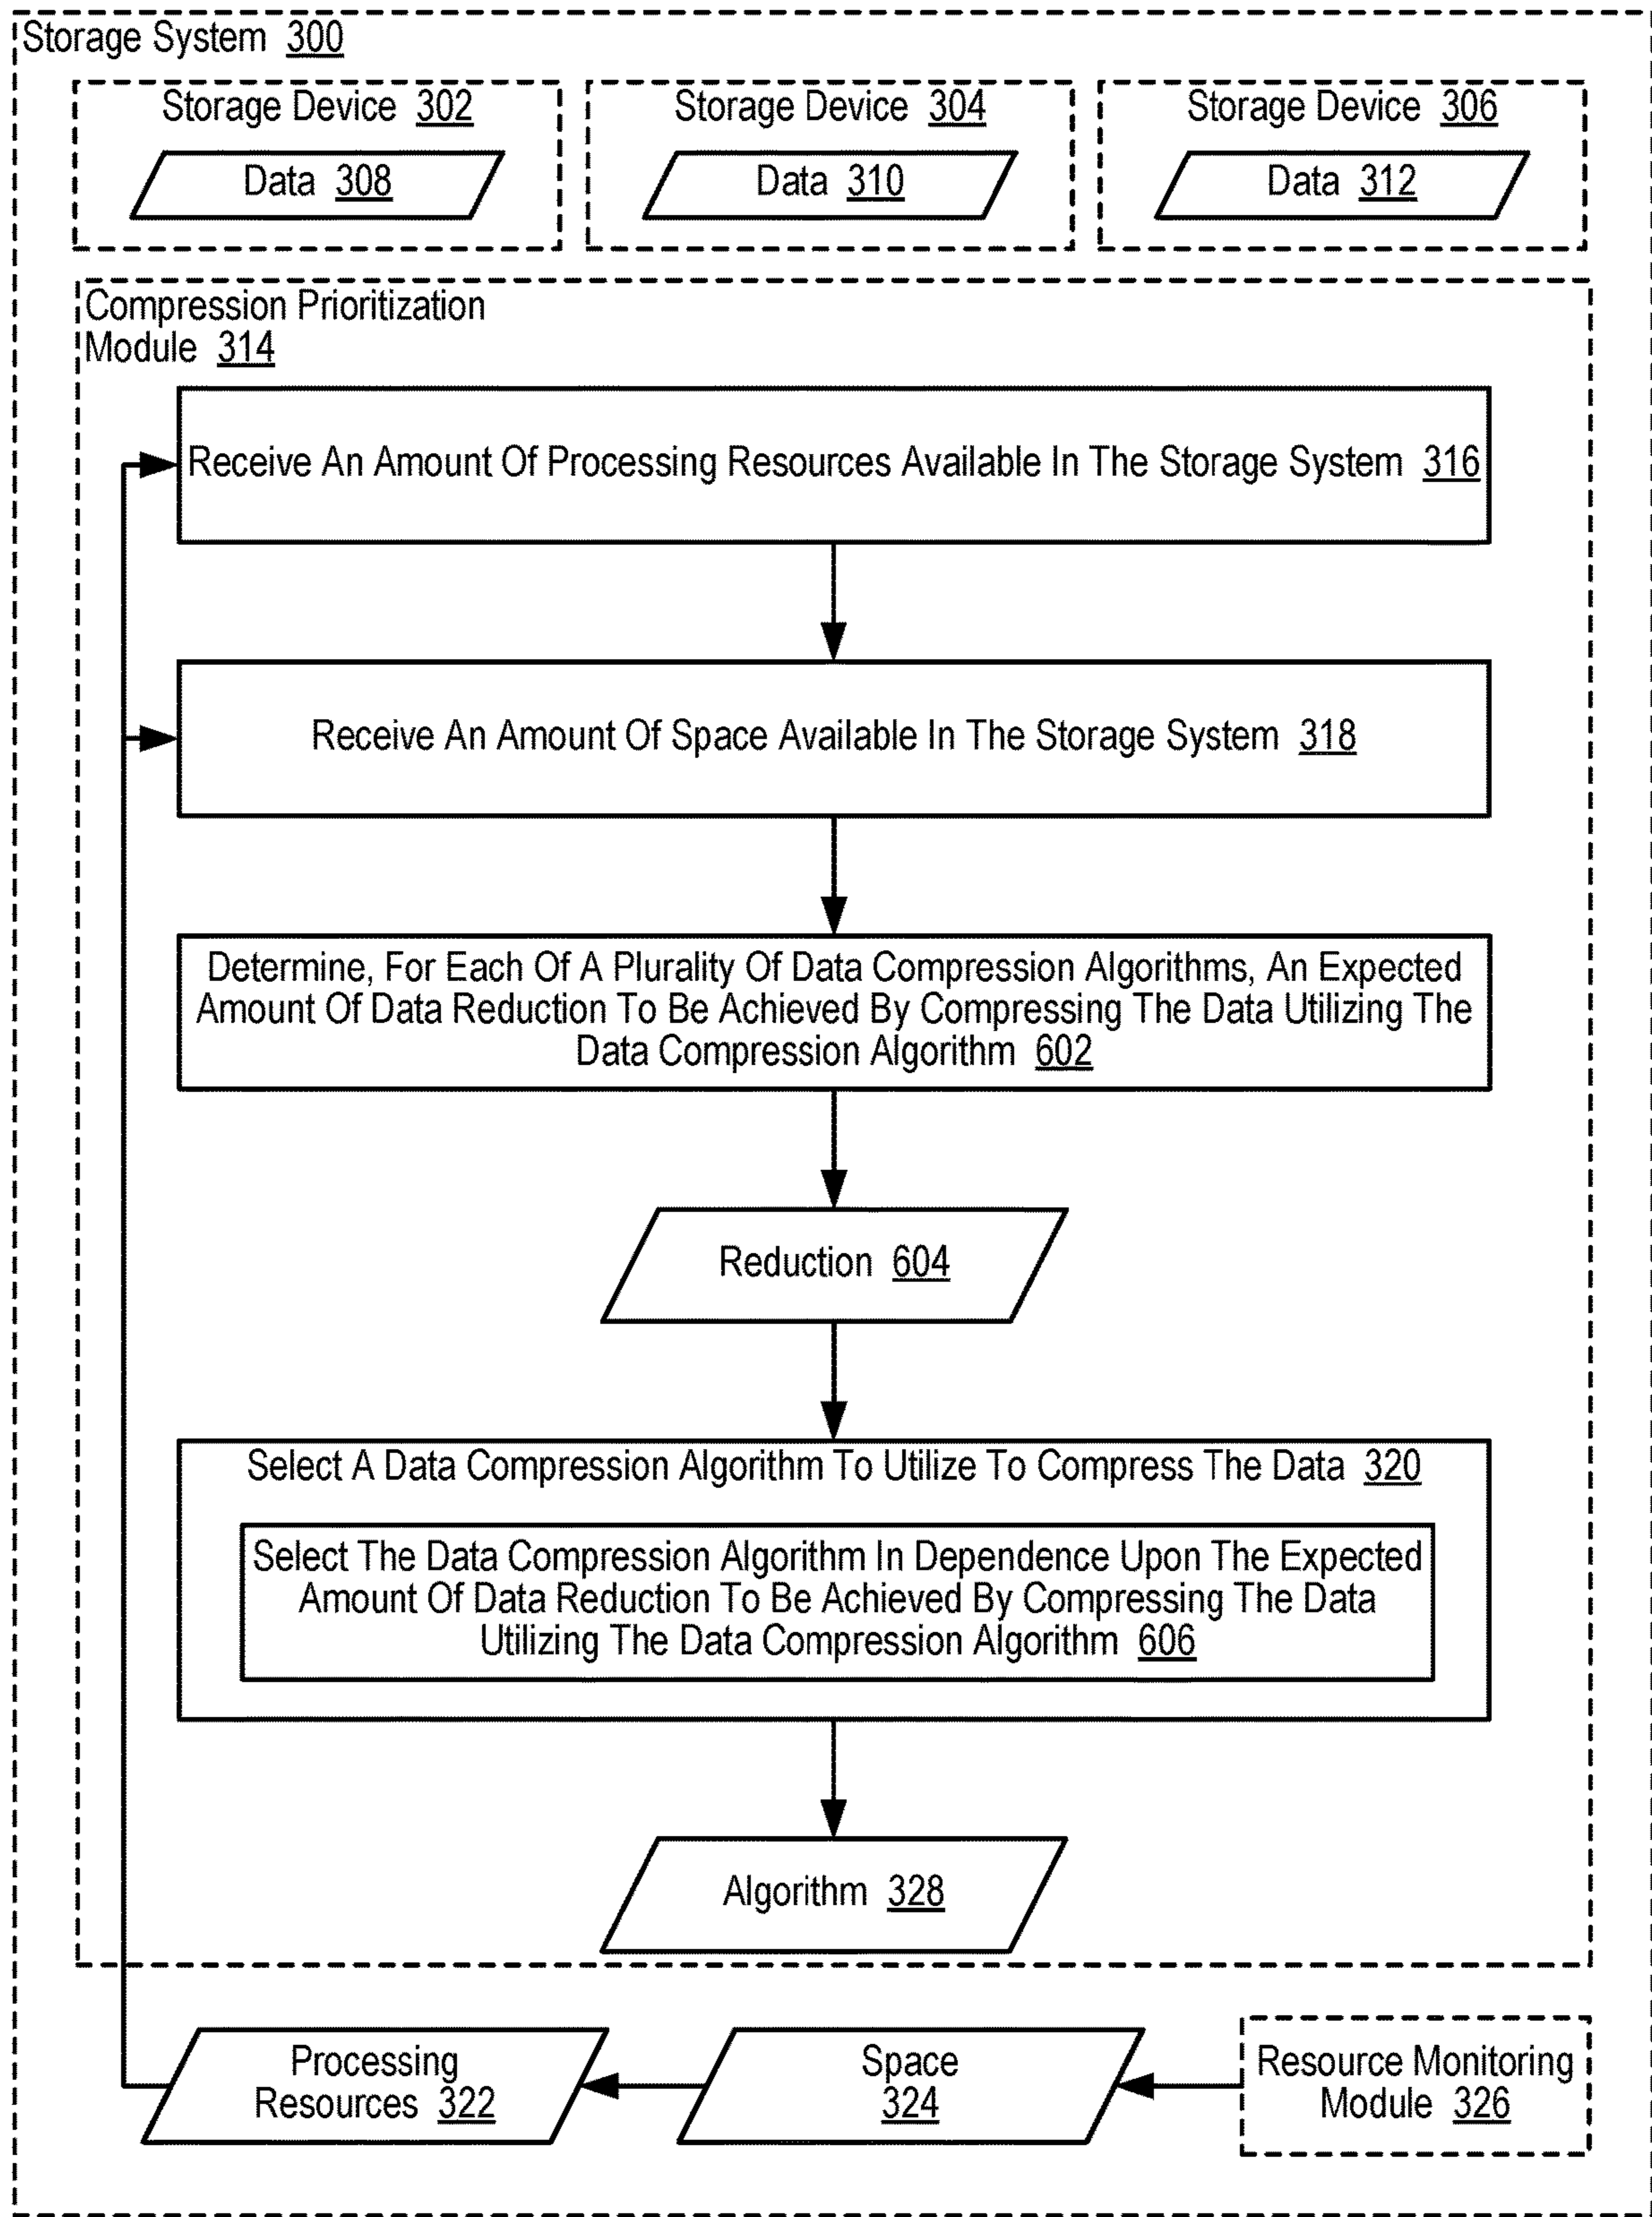 Storage System 300
Storage Device 302
Data 308
Storage Device 304
Data 310
Storage Device 306
Data 312
Compression Prioritization
Module 314
Receive An Amount Of Processing Resources Available In The Storage System 316
Receive An Amount Of Space Available In The Storage System 318
Determine, For Each Of A Plurality Of Data Compression Algorithms, An Expected
Amount Of Data Reduction To Be Achieved By Compressing The Data Utilizing The
Data Compression Algorithm 602
Reduction 604
Select A Data Compression Algorithm To Utilize To Compress The Data 320
Select The Data Compression Algorithm In Dependence Upon The Expected
Amount Of Data Reduction To Be Achieved By Compressing The Data
Utilizing The Data Compression Algorithm 606
Algorithm 328
Processing
Resources 322
Space
324
Resource Monitoring
Module 326